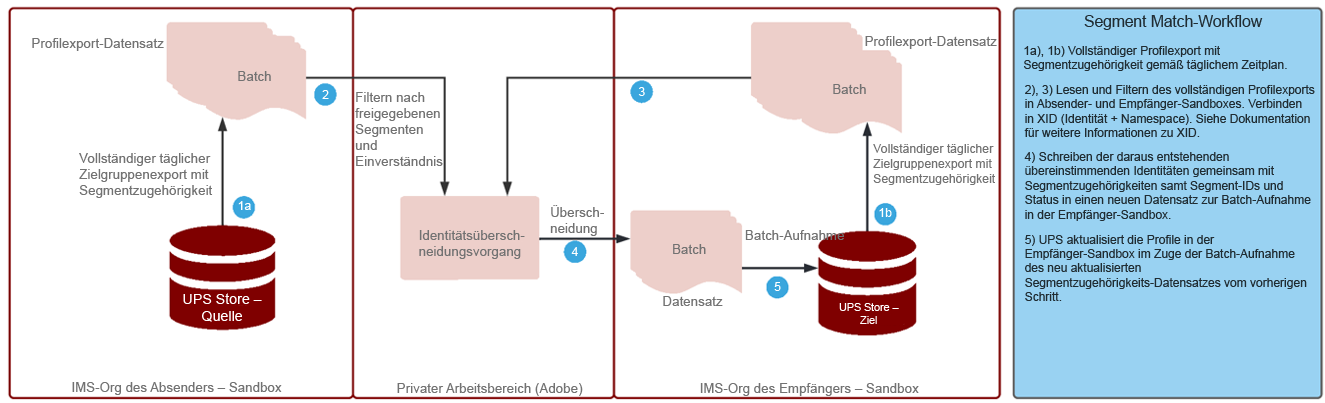 Profilexport-Datensatz
Batch
2
Filtern nach
freigegebenen
Segmenten
und
Einverständnis
Vollständiger täglicher
Zielgruppenexport mit
Segmentzugehörigkeit
1a
UPS Store –
Quelle
IMS-Org des Absenders – Sandbox
3
Identitätsübersch-
neidungsvorgang
Übersch-
neidung
4
Privater Arbeitsbereich (Adobe)
Profilexport-Datensatz
Batch
Vollständiger täglicher
Zielgruppenexport mit
Segmentzugehörigkeit
1b
Batch
Datensatz
Batch-Aufnahme
5
UPS Store –
Ziel
IMS-Org des Empfängers – Sandbox
Segment Match-Workflow
1a), 1b) Vollständiger Profilexport mit
Segmentzugehörigkeit gemäß täglichem Zeitplan.
2), 3) Lesen und Filtern des vollständigen Profilexports
in Absender- und Empfänger-Sandboxes. Verbinden
in XID (Identität + Namespace). Siehe Dokumentation
für weitere Informationen zu XID.
4) Schreiben der daraus entstehenden
übereinstimmenden Identitäten gemeinsam mit
Segmentzugehörigkeiten samt Segment-IDs und
Status in einen neuen Datensatz zur Batch-Aufnahme
in der Empfänger-Sandbox.
5) UPS aktualisiert die Profile in der
Empfänger-Sandbox im Zuge der Batch-Aufnahme
des neu aktualisierten
Segmentzugehörigkeits-Datensatzes vom vorherigen
Schritt.